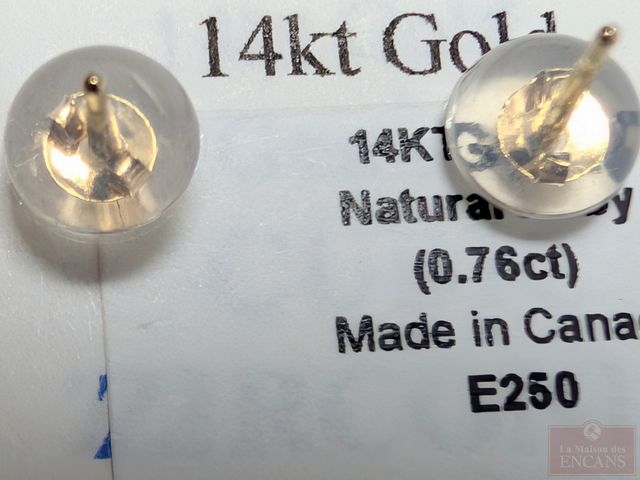 14kt Gold
14KT
Natural
(0.76ct)
Made in Cana
E250
La Maison des
ENCANS